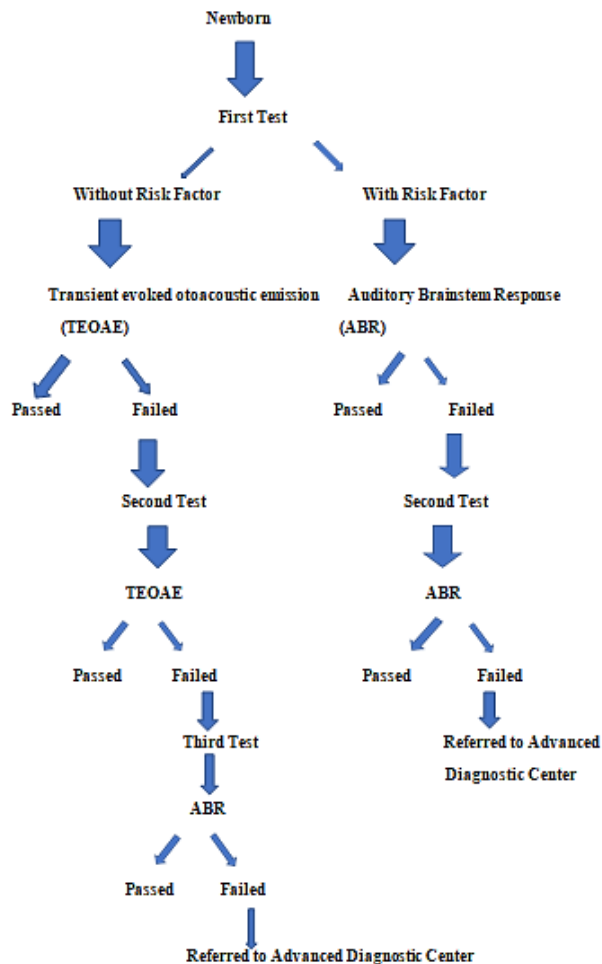 Newborn
First Test
Without Risk Factor
With Risk Factor
Transient evoked otoacoustic emission
Auditory Brainstem Response
(TEOAE)
(ABR)
Passed
Failed
Passed
Failed
Second Test
Second Test
TEOAE
ABR
Passed
Failed
Passed
Failed
Third Test
Referred to Advanced
Diagnostic Center
ABR
Passed
Failed
Referred to Advanced Diagnostic Center